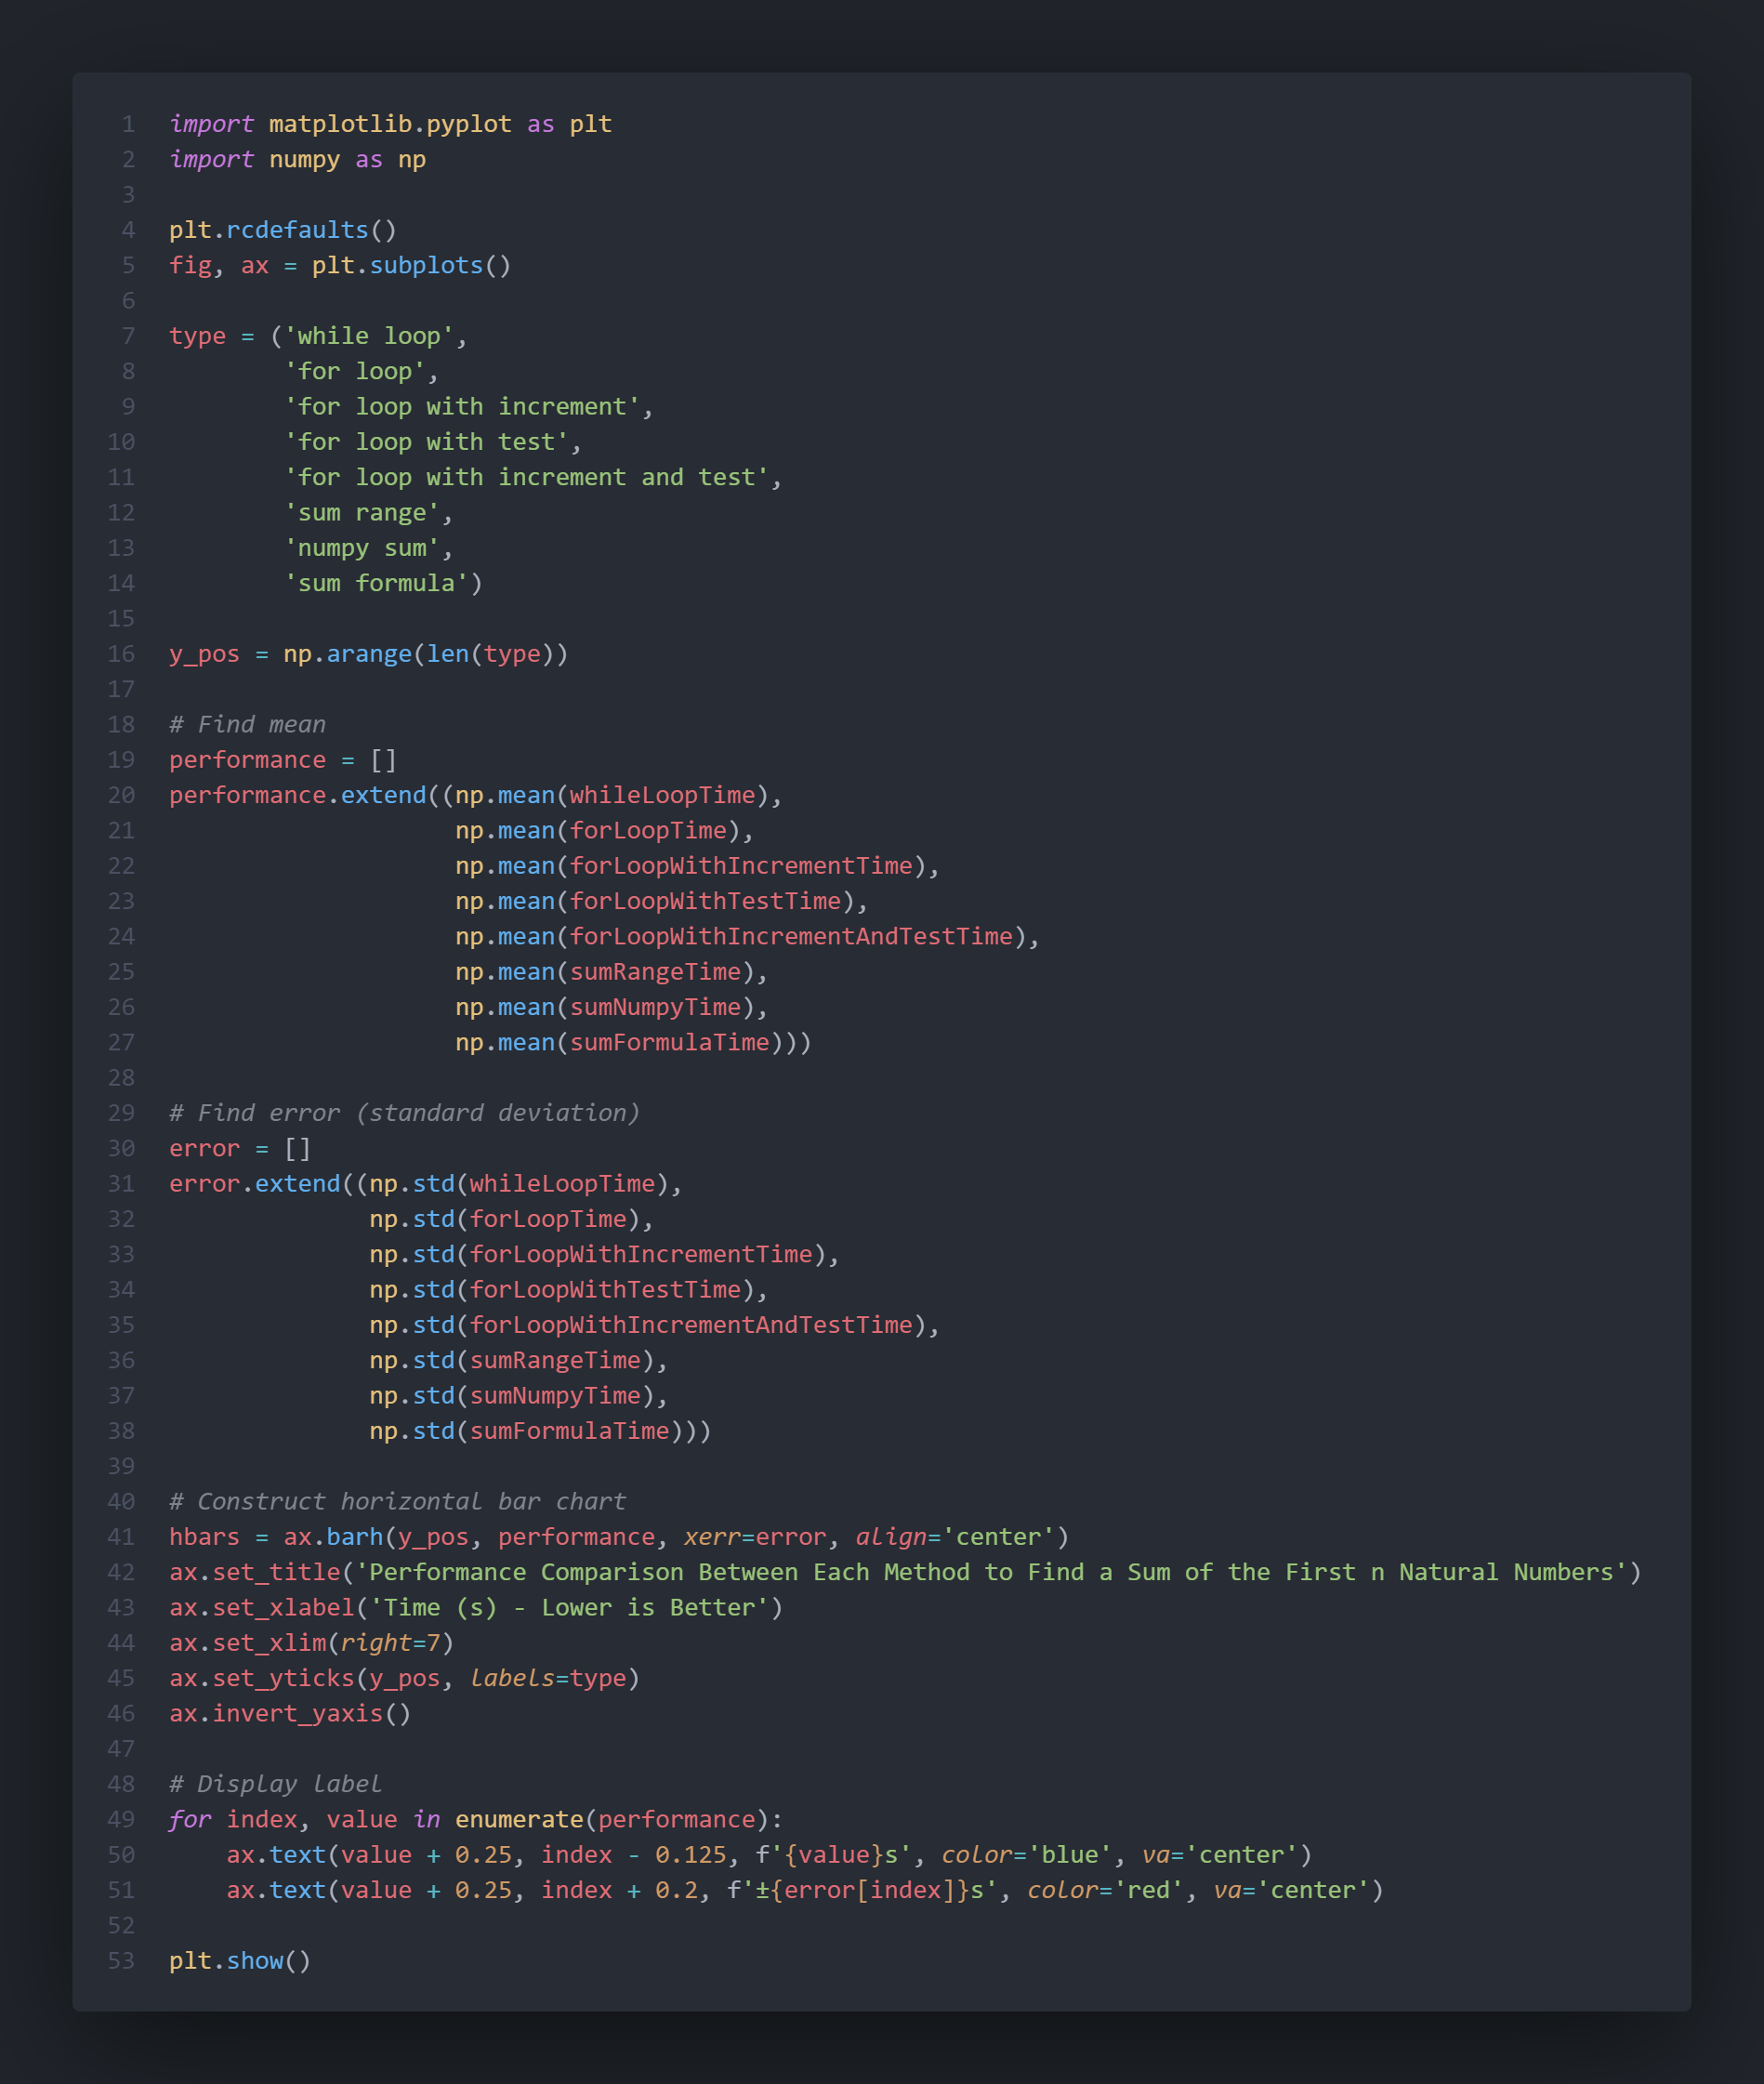 1 import matplotlib.pyplot as plt
2 import numpy as np
3
4 plt.rcdefaults()
5 fig, ax = plt.subplots()
6
7 type = ('while loop',
8         'for loop',
9         'for loop with increment',
10         'for loop with test',
11         'for loop with increment and test',
12         'sum range',
13         'numpy sum',
14         'sum formula')
15
16 y_pos = np.arange(len(type))
17
18 # Find mean
19 performance = []
20 performance.extend((np.mean(whileLoopTime),
21                     np.mean(forLoopTime),
22                     np.mean(forLoopWithIncrementTime),
23                     np.mean(forLoopWithTestTime),
24                     np.mean(forLoopWithIncrementAndTestTime),
25                     np.mean(sumRangeTime),
26                     np.mean(sumNumpyTime),
27                     np.mean(sumFormulaTime)))
28
29 # Find error (standard deviation)
30 error = []
31 error.extend((np.std(whileLoopTime),
32               np.std(forLoopTime),
33               np.std(forLoopWithIncrementTime),
34               np.std(forLoopWithTestTime),
35               np.std(forLoopWithIncrementAndTestTime),
36               np.std(sumRangeTime),
37               np.std(sumNumpyTime),
38               np.std(sumFormulaTime)))
39
40 # Construct horizontal bar chart
41 hbars = ax.barh(y_pos, performance, xerr=error, align='center')
42 ax.set_title('Performance Comparison Between Each Method to Find a Sum of the First n Natural Numbers')
43 ax.set_xlabel('Time (s) - Lower is Better')
44 ax.set_xlim(right=7)
45 ax.set_yticks(y_pos, labels=type)
46 ax.invert_yaxis()
47
48 # Display label
49 for index, value in enumerate(performance):
50     ax.text(value + 0.25, index - 0.125, f'{value}s', color='blue', va='center')
51     ax.text(value + 0.25, index + 0.2, f'±{error[index]}s', color='red', va='center')
52
53 plt.show()